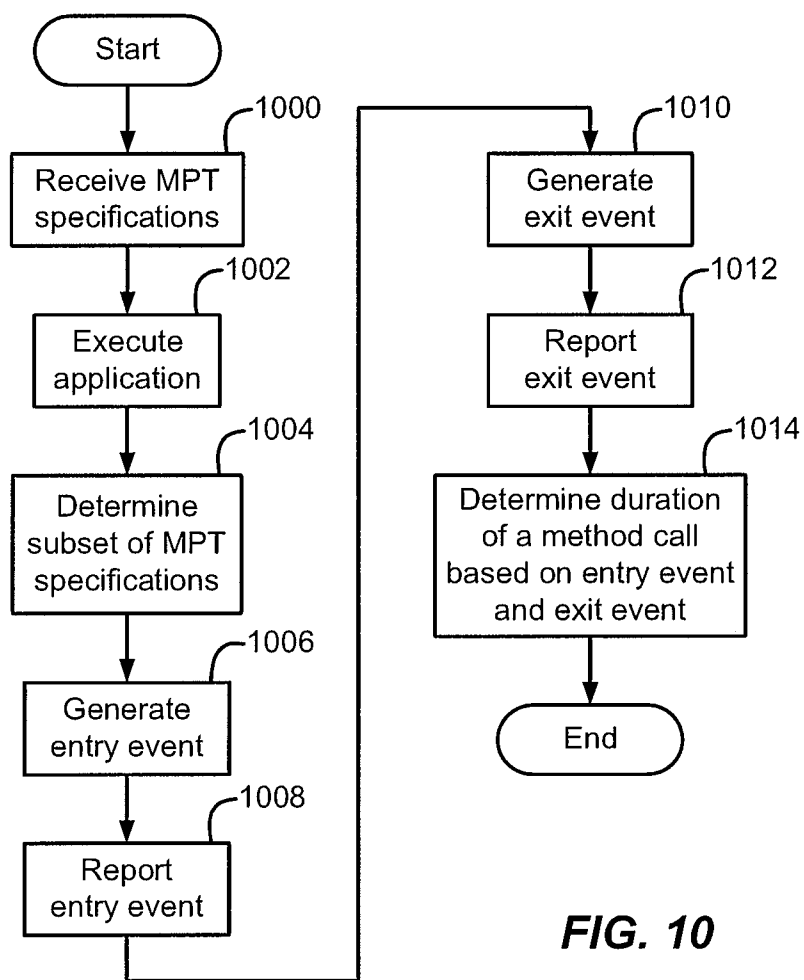 Start
1000
Receive MPT
specifications
1002
Execute
application
1004
Determine
subset of MPT
specifications
1006
Generate
entry event
1008
Report
entry event
1010
Generate
exit event
1012
Report
exit event
1014
Determine duration
of a method call
based on entry event
and exit event
End
FIG. 10